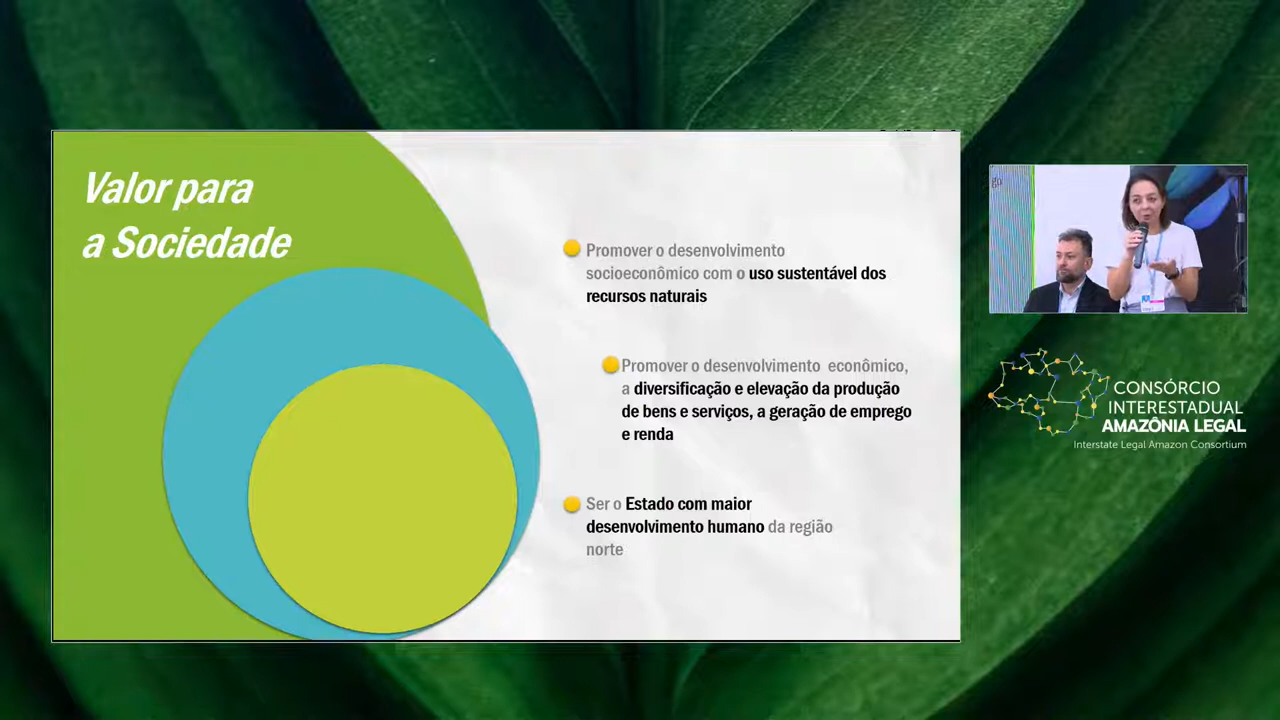 Valor para
a Sociedade
Promover o desenvolvimento
socioeconômico com o uso sustentável dos
recursos naturais
Promover o desenvolvimento econômico,
a diversificação e elevação da produção
de bens e serviços, a geração de emprego
e renda
Ser o Estado com maior
desenvolvimento humano da região
norte
CONSÓRCIO
INTERESTADUAL
AMAZÔNIA LEGAL
Interstate Legal Amazon Consortium